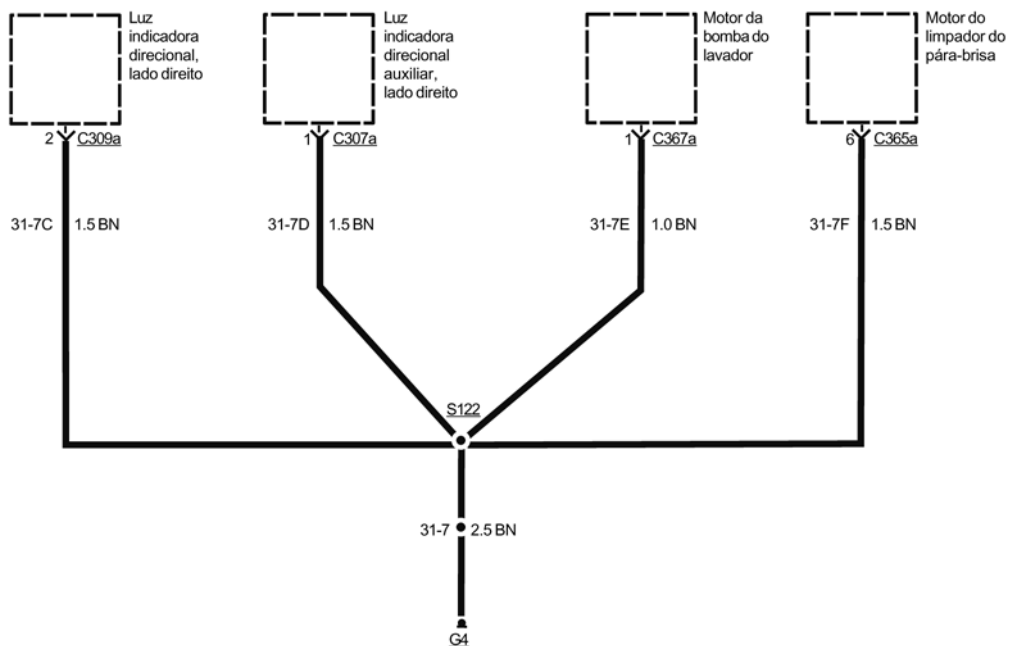 Luz
indicadora
direcional,
lado direito
Luz
indicadora
direcional
auxiliar,
lado direito
Motor da
bomba do
lavador
Motor do
limpador do
pára-brisa
2 C309a
1 C307a
1 C367a
6 C365a
31-7C 1.5 BN
31-7D 1.5 BN
31-7E 1.0 BN
31-7F 1.5 BN
S122
31-7 2.5 BN
G4